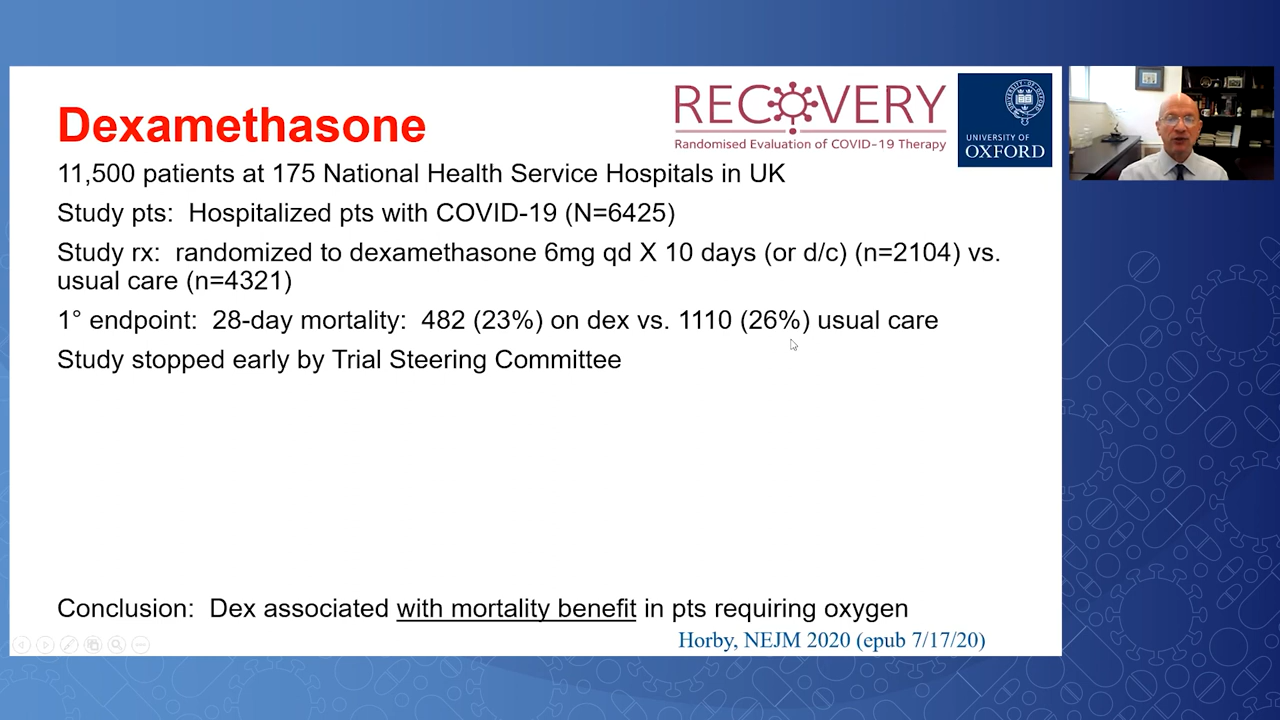 Dexamethasone
RECOVERY
Randomised Evaluation of COVID-19 Therapy
UNIVERSITY OF
OXFORD
11,500 patients at 175 National Health Service Hospitals in UK
Study pts: Hospitalized pts with COVID-19 (N=6425)
Study rx: randomized to dexamethasone 6mg qd X 10 days (or d/c) (n=2104) vs.
usual care (n=4321)
1° endpoint: 28-day mortality: 482 (23%) on dex vs. 1110 (26%) usual care
Study stopped early by Trial Steering Committee
Conclusion: Dex associated with mortality benefit in pts requiring oxygen
Horby, NEJM 2020 (epub 7/17/20)